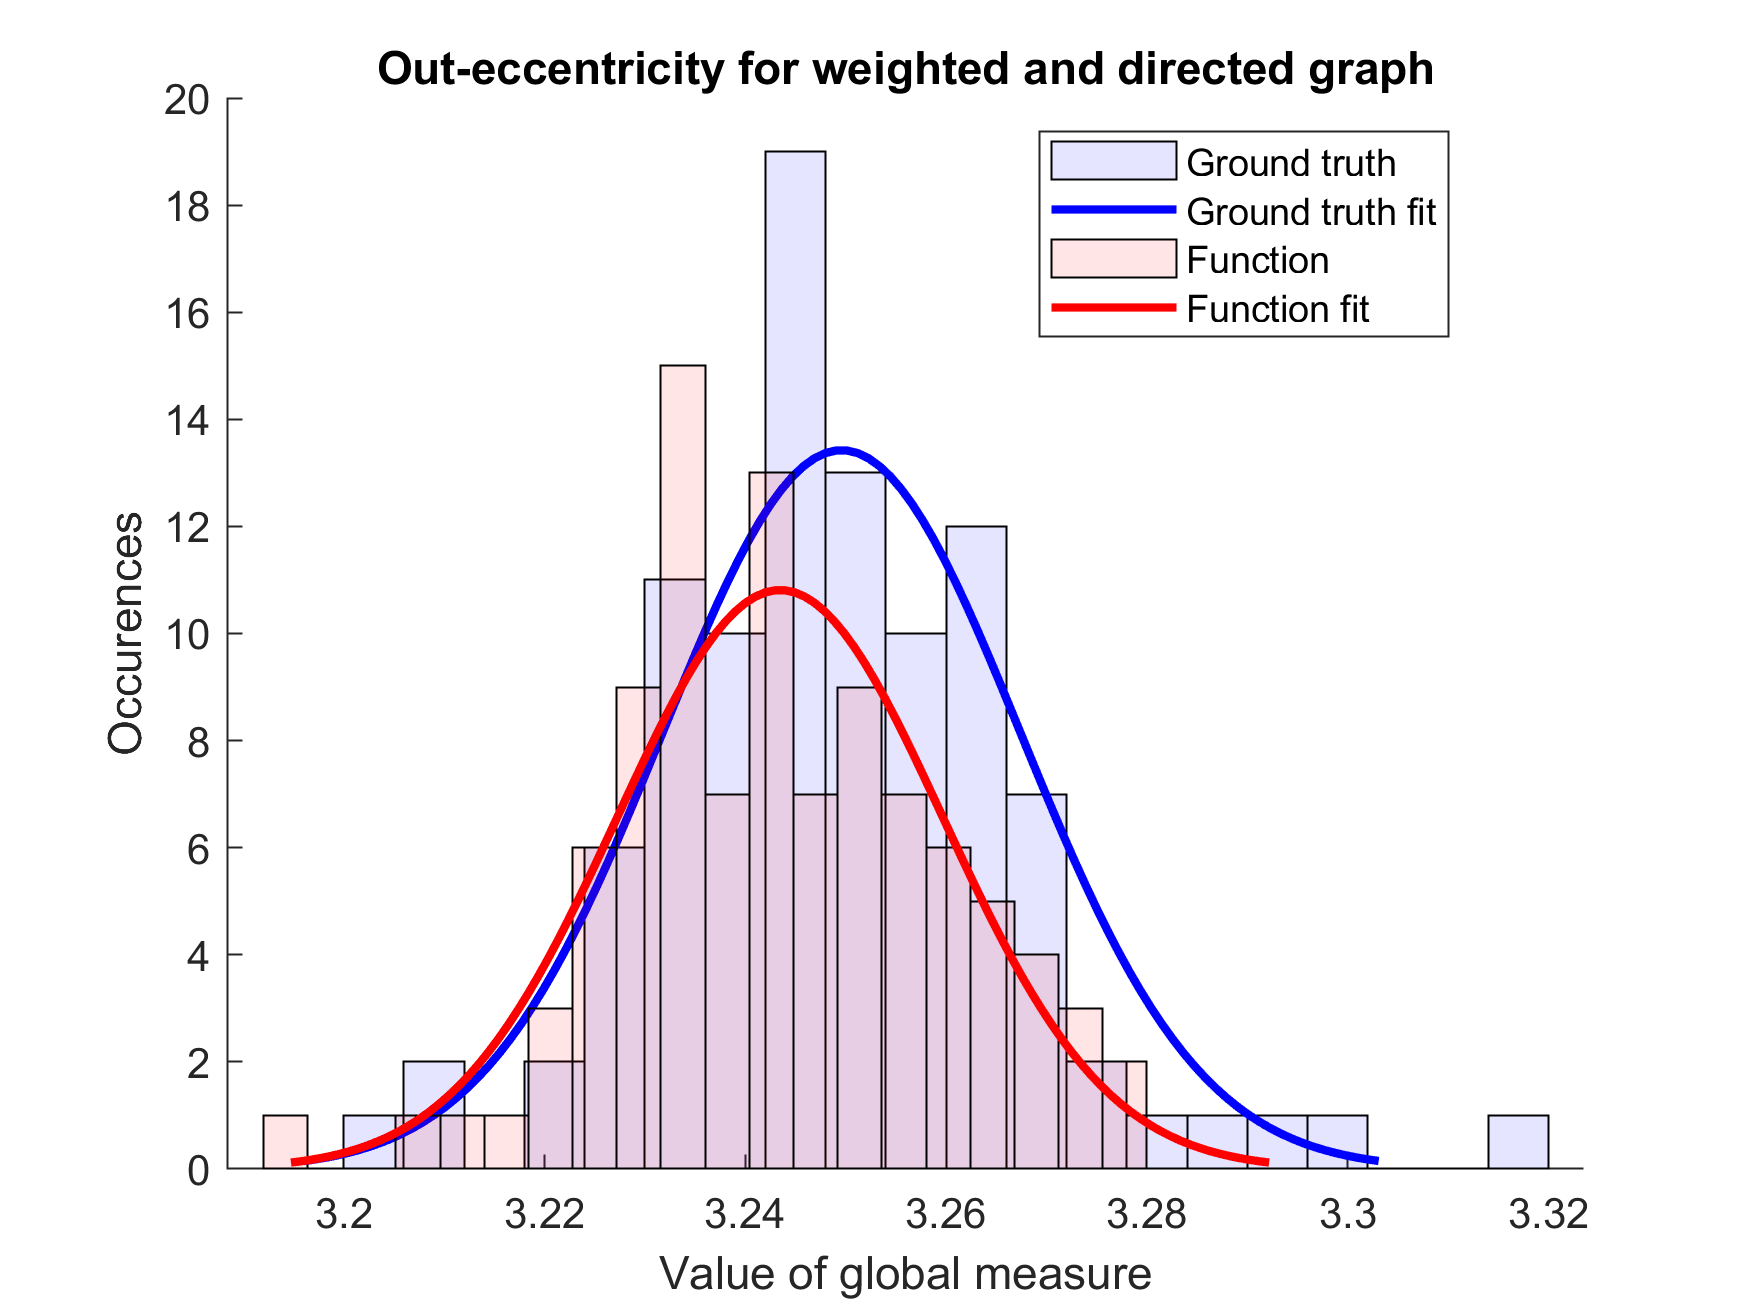 Out-eccentricity for weighted and directed graph
20
18
16
14
12
10
8
6
4
2
0
Occurences
Ground truth
Ground truth fit
Function
Function fit
3.2 3.22 3.24 3.26 3.28 3.3 3.32
Value of global measure